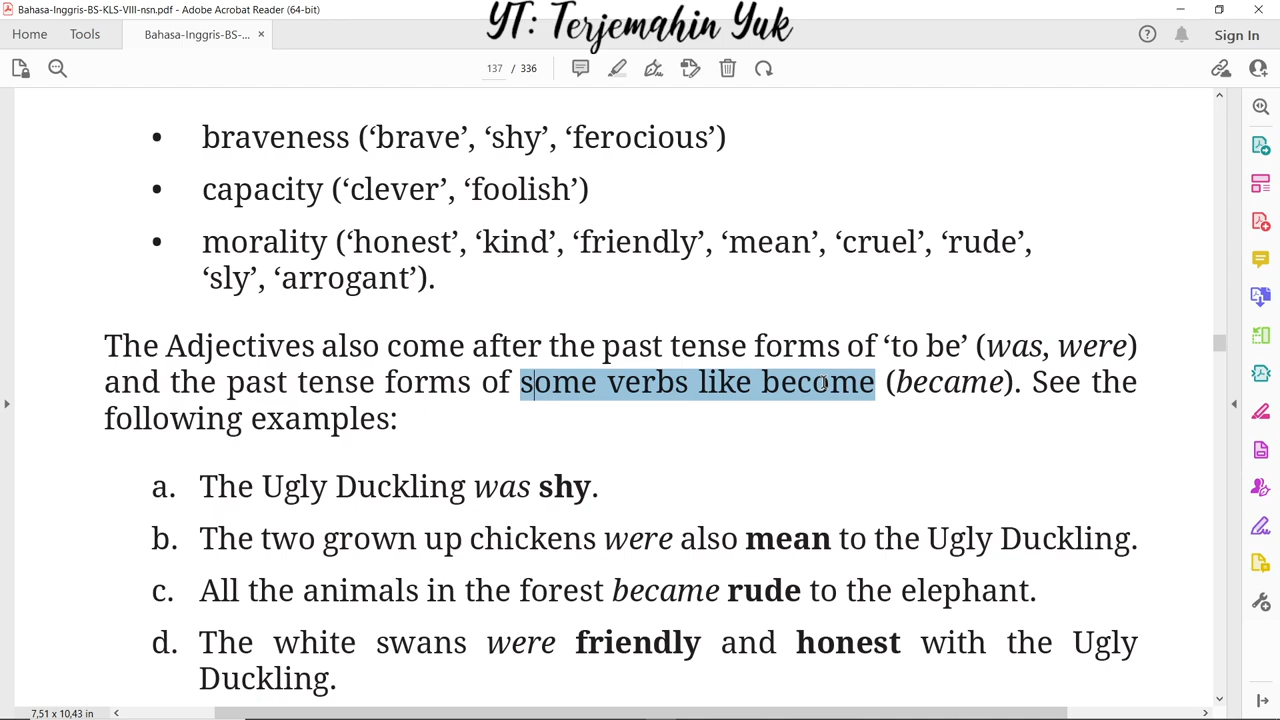 Bahasa-Inggris-BS-KLS-VIII-nsn.pdf - Adobe Acrobat Reader (64-bit)
YT: Terjemahin Yuk
Home Tools Bahasa-Inggris-BS-... × Sign In
137 / 336
• braveness (‘brave’, ‘shy’, ‘ferocious’)
• capacity (‘clever’, ‘foolish’)
• morality (‘honest’, ‘kind’, ‘friendly’, ‘mean’, ‘cruel’, ‘rude’,
‘sly’, ‘arrogant’).
The Adjectives also come after the past tense forms of ‘to be’ (was, were)
and the past tense forms of some verbs like become (became). See the
following examples:
a. The Ugly Duckling was shy.
b. The two grown up chickens were also mean to the Ugly Duckling.
c. All the animals in the forest became rude to the elephant.
d. The white swans were friendly and honest with the Ugly
Duckling.
7,51 x 10,43 in